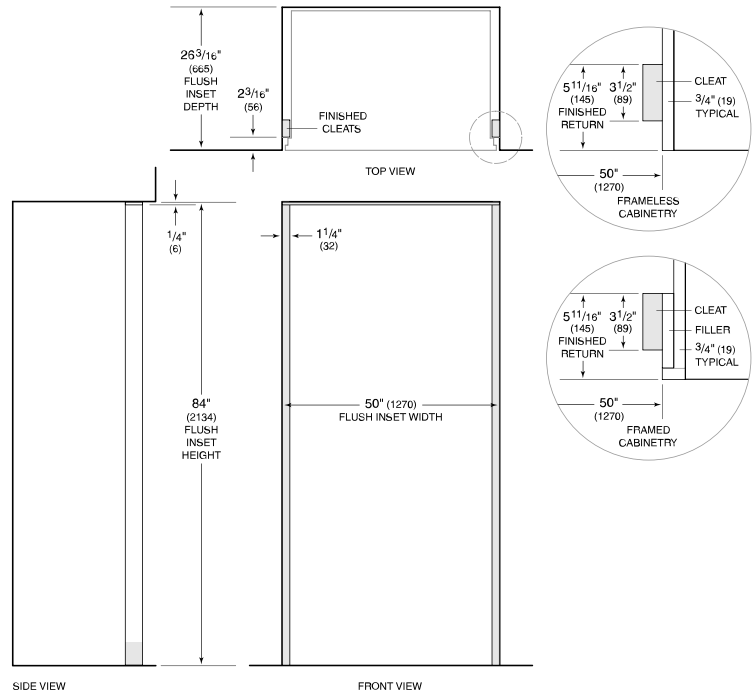 26 3/16"
(665)
FLUSH
INSET
DEPTH
2 3/16"
(56)
FINISHED
CLEATS
TOP VIEW
5 11/16"
(145)
FINISHED
RETURN
3 1/2"
(89)
CLEAT
3/4" (19)
TYPICAL
50"
(1270)
FRAMELESS
CABINETRY
1/4"
(6)
1 1/4"
(32)
84"
(2134)
FLUSH
INSET
HEIGHT
50" (1270)
FLUSH INSET WIDTH
5 11/16"
(145)
FINISHED
RETURN
3 1/2"
(89)
CLEAT
FILLER
3/4" (19)
TYPICAL
50"
(1270)
FRAMED
CABINETRY
SIDE VIEW
FRONT VIEW